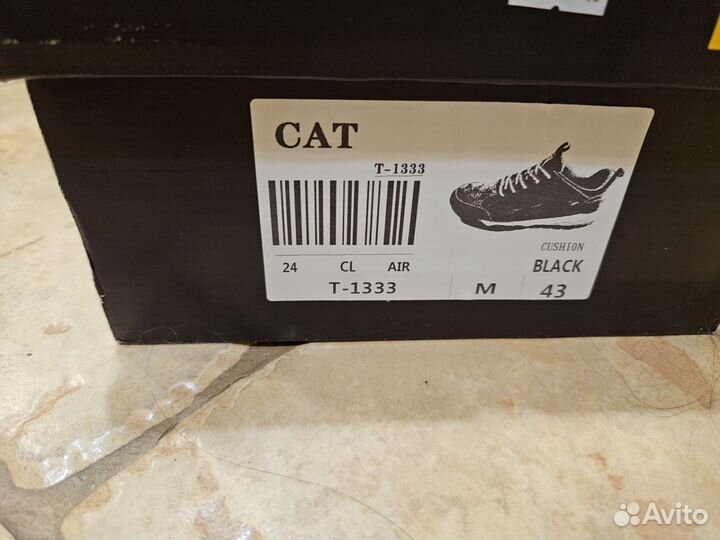 CAT
T-1333
24 CL AIR
T-1333
CUSHION
BLACK
M 43
Avito